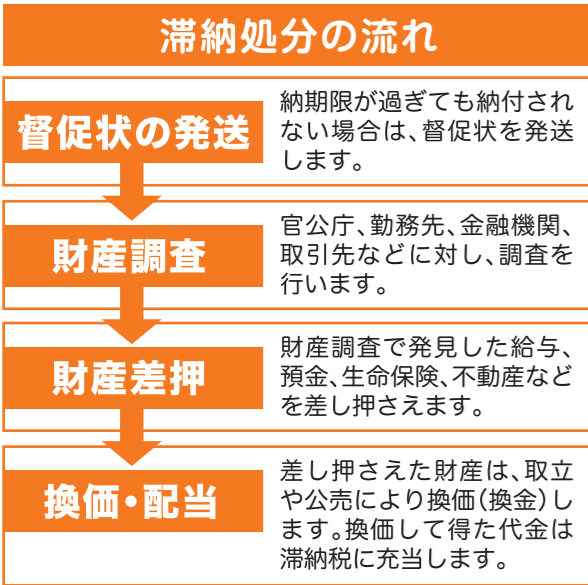 滞納処分の流れ
督促状の発送
納期限が過ぎても納付され
ない場合は、督促状を発送
します。
財産調査
官公庁、勤務先、金融機関、
取引先などに対し、調査を
行います。
財産差押
財産調査で発見した給与、
預金、生命保険、不動産など
を差し押さえます。
換価・配当
差し押さえた財産は、取立
や公売により換価(換金)し
ます。換価して得た代金は
滞納税に充当します。